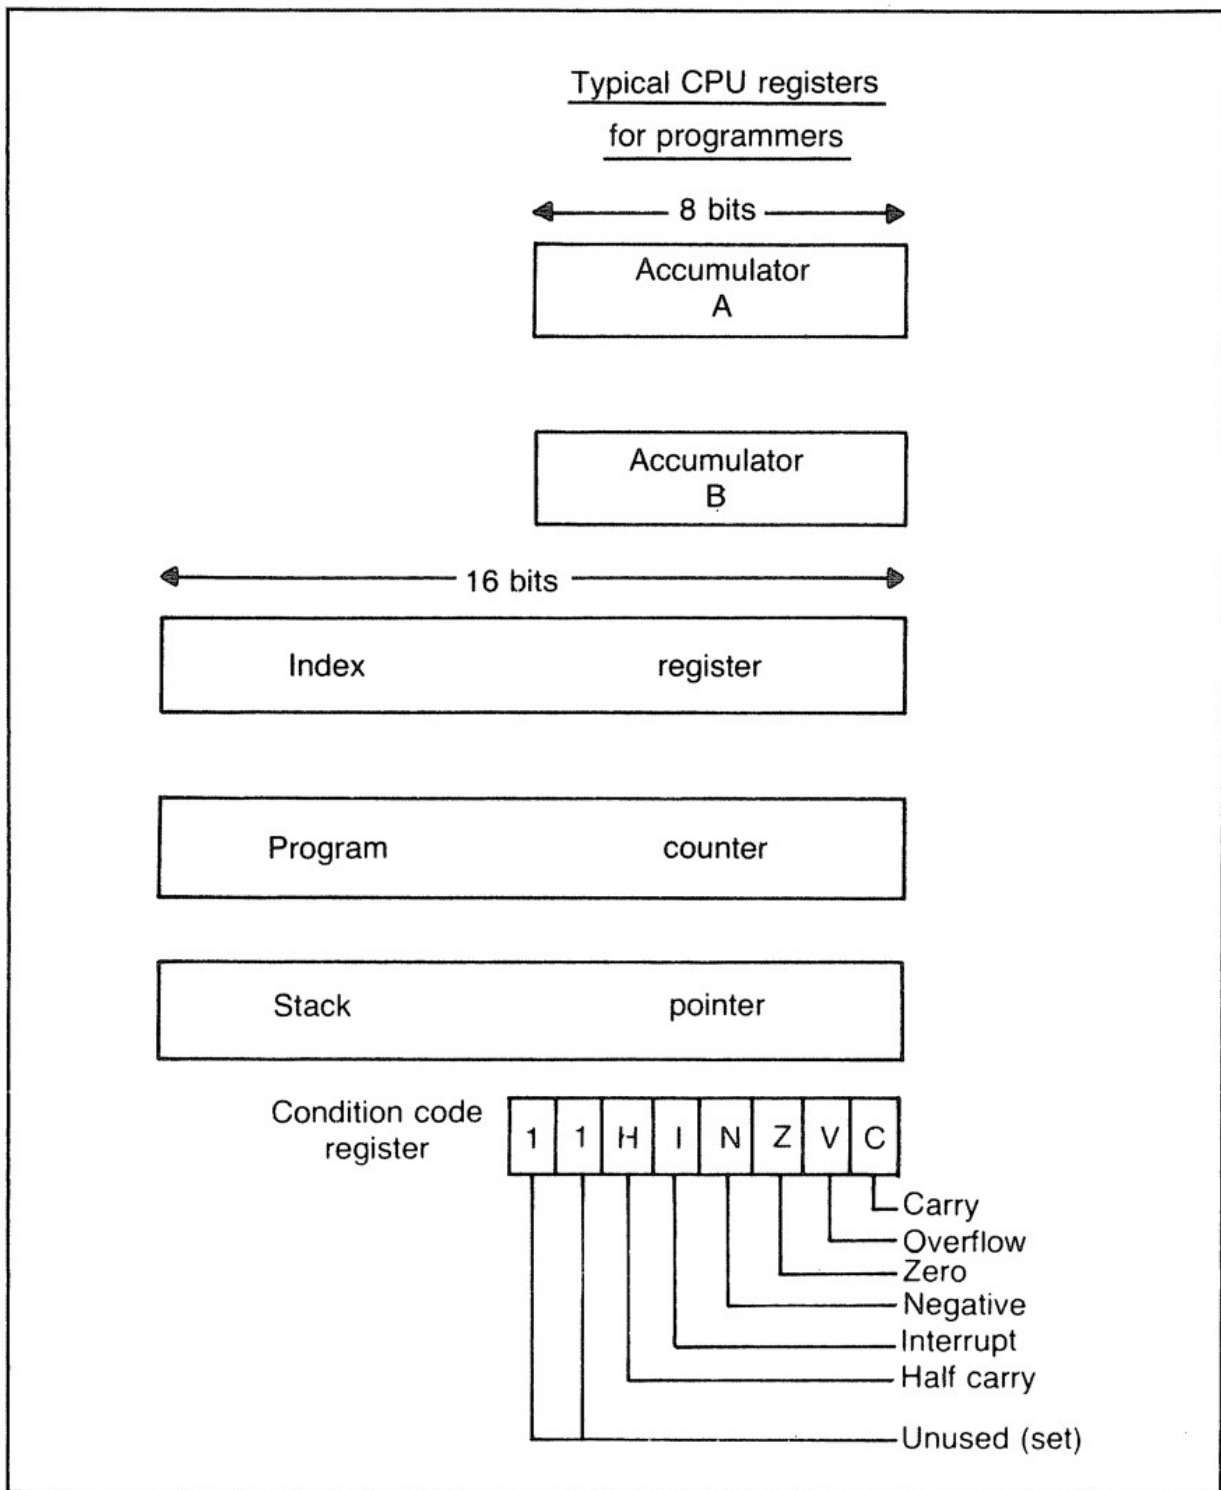 Typical CPU registers
for programmers
8 bits
Accumulator
A
Accumulator
B
16 bits
Index register
Program counter
Stack pointer
Condition code
register
1 1 H I N Z V C
Carry
Overflow
Zero
Negative
Interrupt
Half carry
Unused (set)